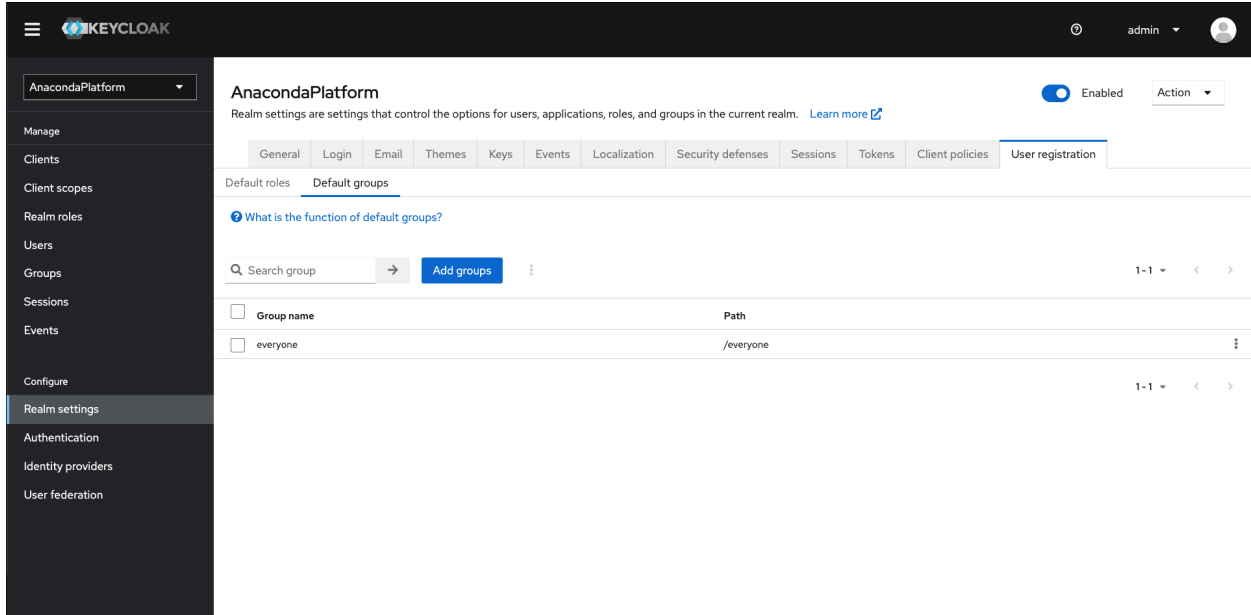 KEYCLOAK
admin
AnacondaPlatform
Manage
Clients
Client scopes
Realm roles
Users
Groups
Sessions
Events
Configure
Realm settings
Authentication
Identity providers
User federation
AnacondaPlatform
Enabled
Action
Realm settings are settings that control the options for users, applications, roles, and groups in the current realm. Learn more
General Login Email Themes Keys Events Localization Security defenses Sessions Tokens Client policies User registration
Default roles Default groups
What is the function of default groups?
Search group Add groups 1 - 1
Group name Path
everyone /everyone
1 - 1